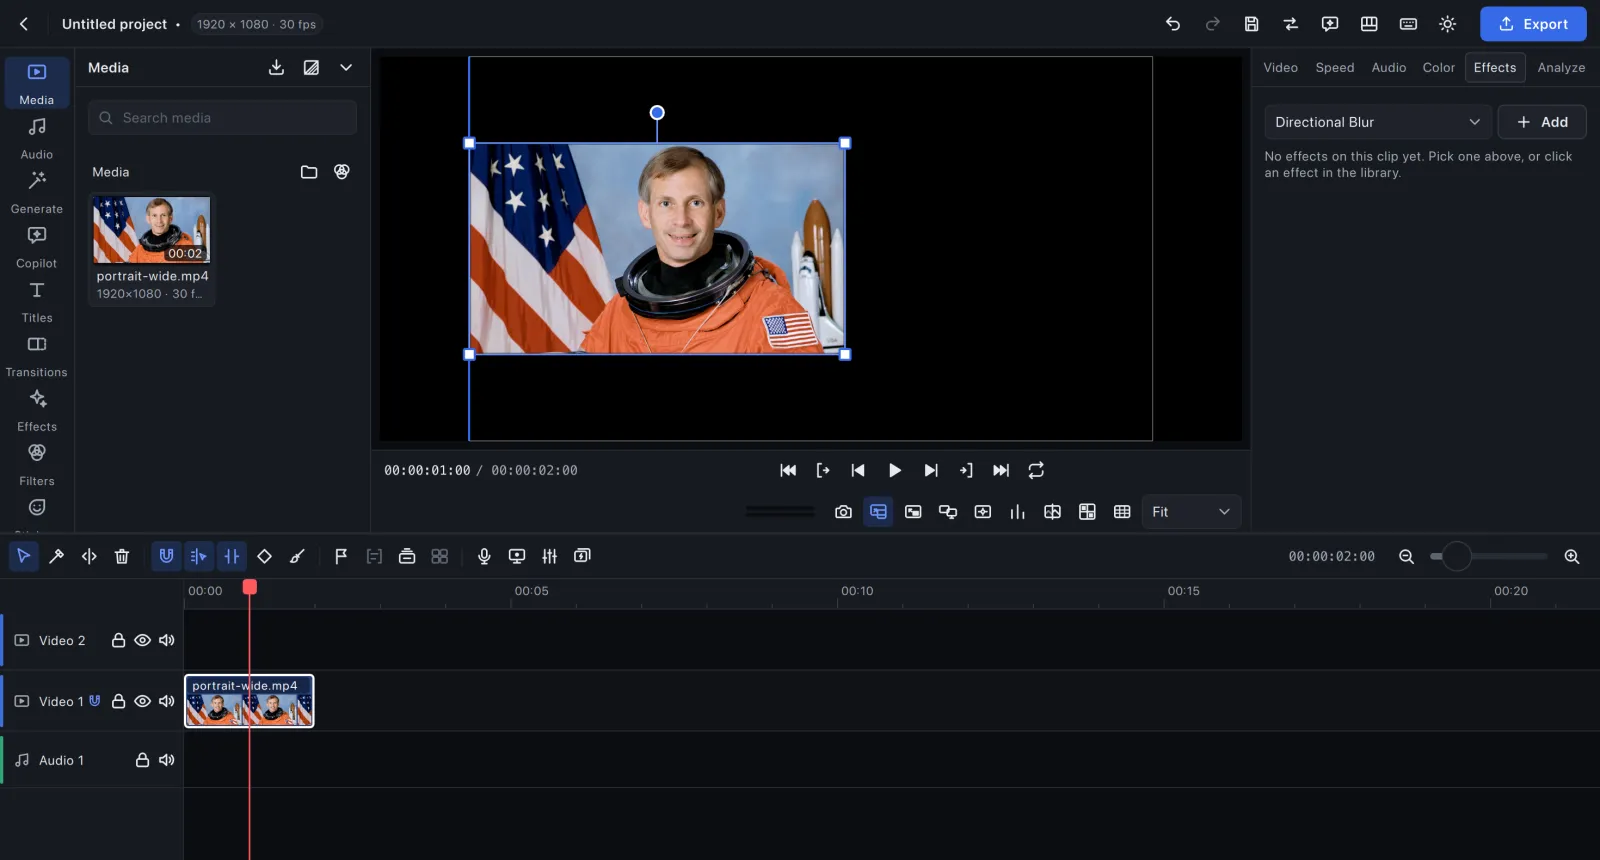 Untitled project • 1920 × 1080 · 30 fps
Export
Media
Audio
Generate
Copilot
Titles
Transitions
Effects
Filters
Media
Search media
Media
00:02
portrait-wide.mp4
1920×1080 · 30 f...
00:00:01:00 / 00:00:02:00
Fit
Video Speed Audio Color Effects Analyze
Directional Blur
Add
No effects on this clip yet. Pick one above, or click
an effect in the library.
00:00:02:00
00:00 00:05 00:10 00:15 00:20
Video 2
Video 1
portrait-wide.mp4
Audio 1